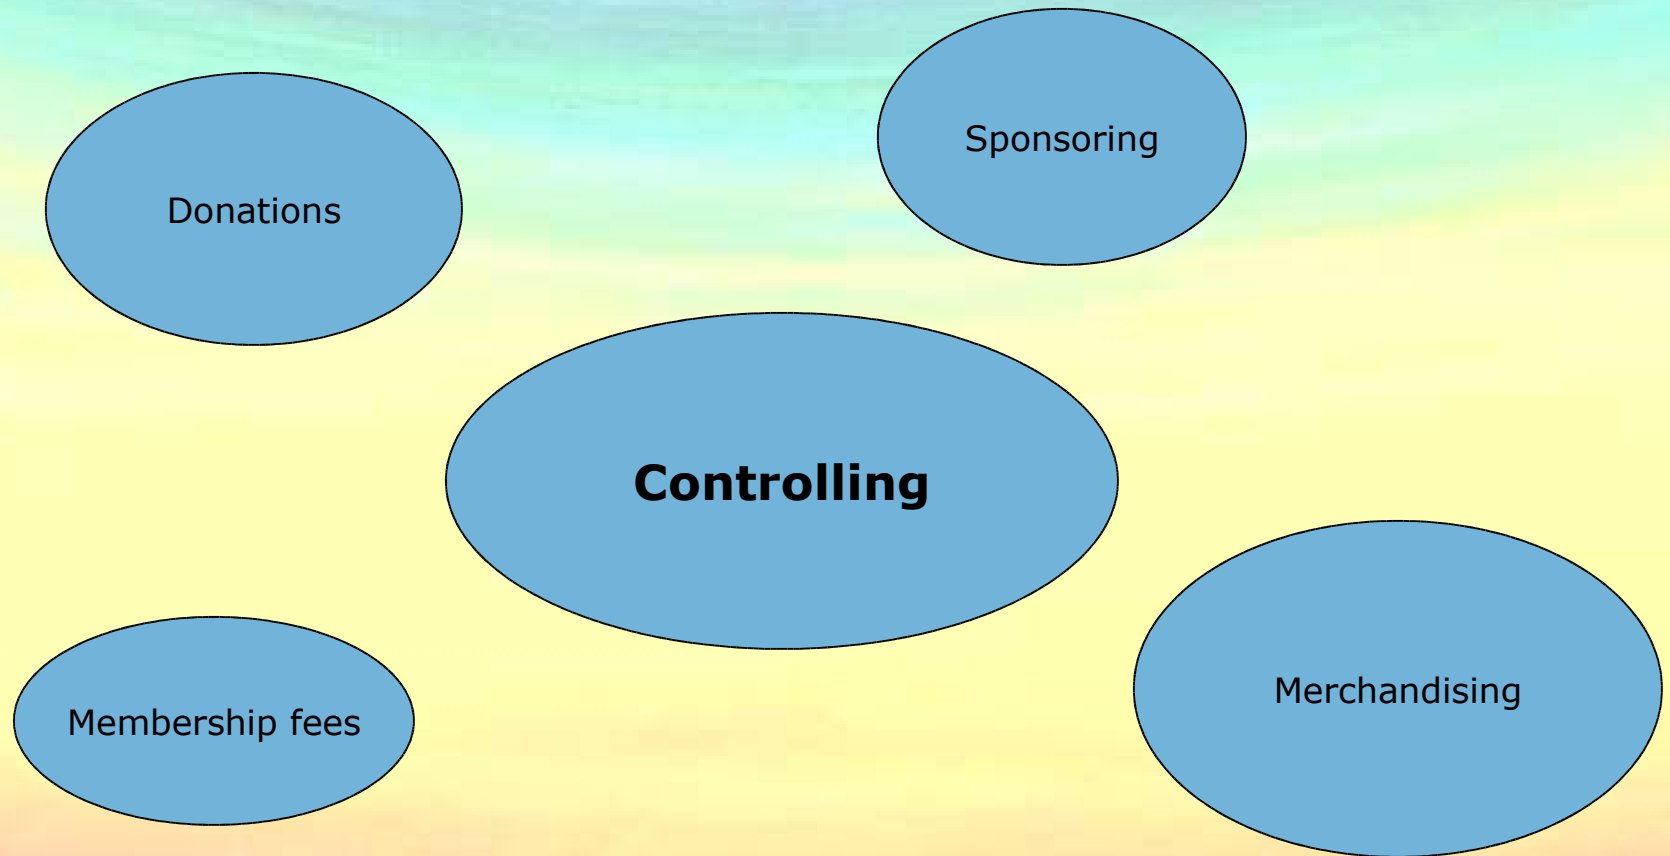 Sponsoring
Donations
Controlling
Merchandising
Membership fees